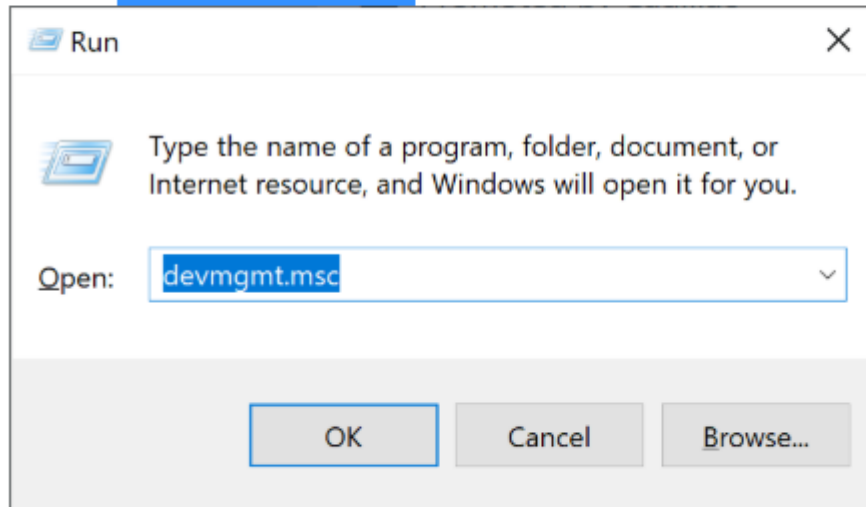 Run
Type the name of a program, folder, document, or
Internet resource, and Windows will open it for you.
Open: devmgmt.msc
OK Cancel Browse...